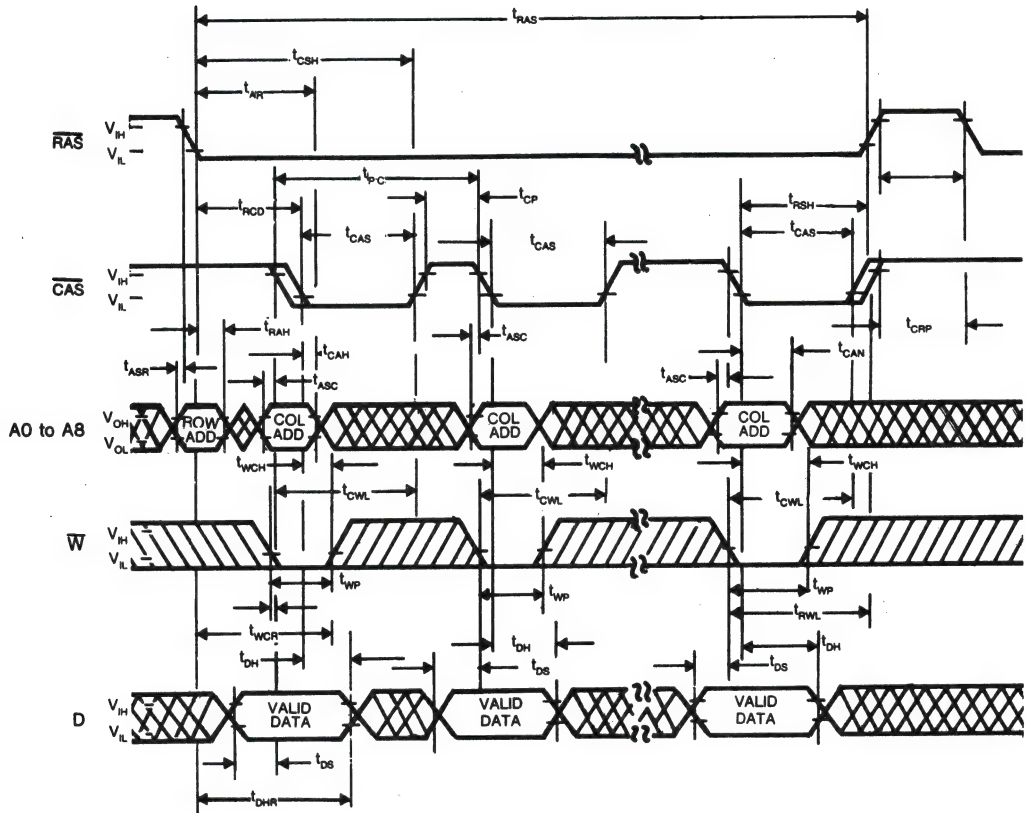 tRAS
tCSH
tAR
RAS VIH
VIL
tPC tCP
tRCD tRSH
tCAS tCAS tCAS
CAS VIH
VIL
tRAH tCRP
tASR tCAH tASC tCAN
tASC tASC
A0 to A8 VOH ROW ADD COL ADD COL ADD COL ADD
VOL
tWCH tWCH tWCH
tCWL tCWL tCWL
W VIH
VIL
tWP tWP tWP
tWCR tRWL
tDH tDH tDH
tDS tDS
D VIH VALID DATA VALID DATA VALID DATA
VIL
tDS
tDHR